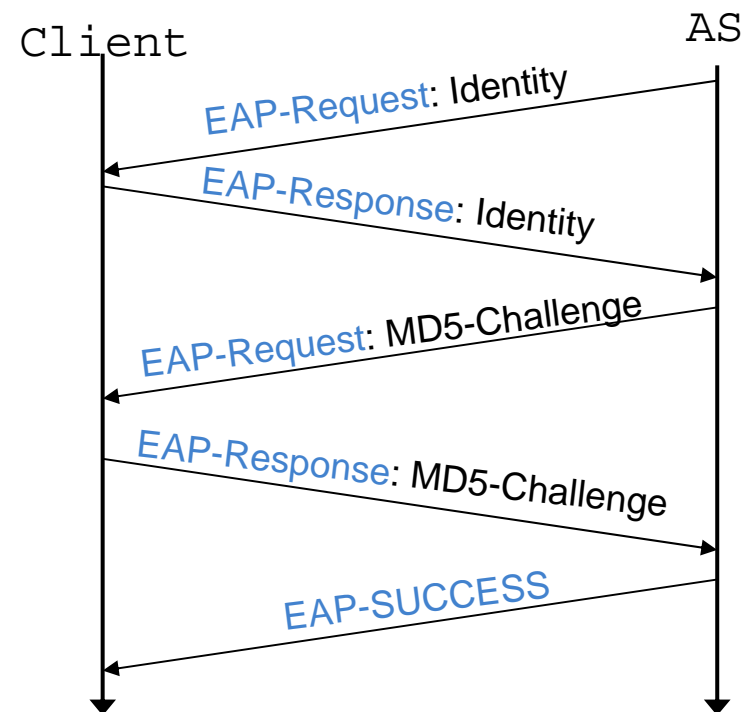 Client
AS
EAP-Request: Identity
EAP-Response: Identity
EAP-Request: MD5-Challenge
EAP-Response: MD5-Challenge
EAP-SUCCESS